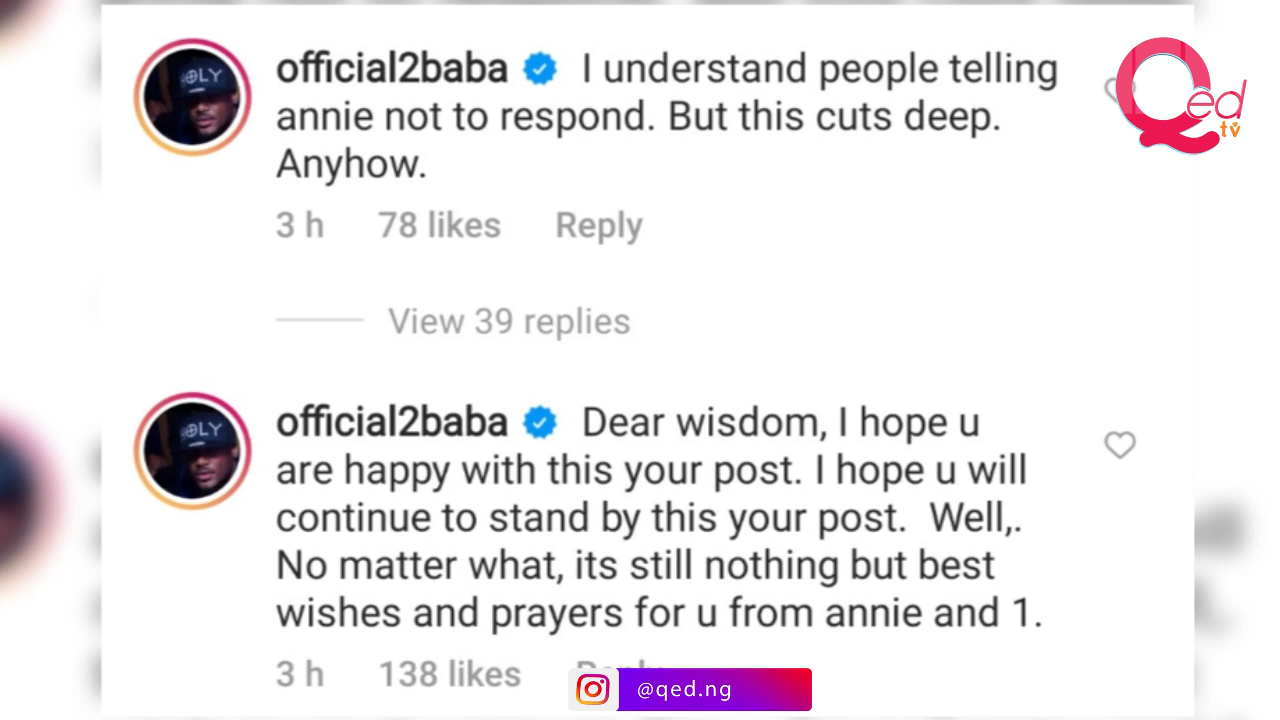 official2baba I understand people telling
annie not to respond. But this cuts deep.
Anyhow.
3 h 78 likes Reply
View 39 replies
official2baba Dear wisdom, I hope u
are happy with this your post. I hope u will
continue to stand by this your post.  Well,.
No matter what, its still nothing but best
wishes and prayers for u from annie and 1.
3 h 138 likes Reply
Qed
tv
@qed.ng
HOLY
HOLY